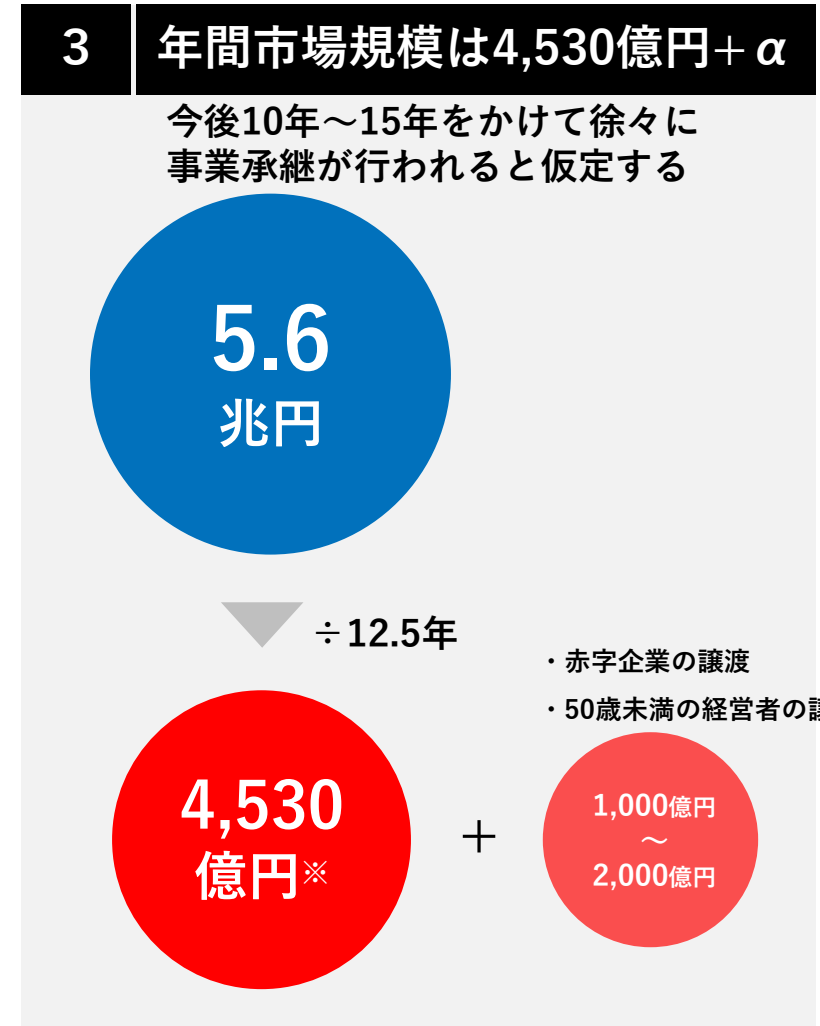 3
年間市場規模は4,530億円+α
今後10年～15年をかけて徐々に
事業承継が行われると仮定する
5.6
兆円
÷12.5年
・赤字企業の譲渡
・50歳未満の経営者の
4,530
億円※
+
1,000億円
～
2,000億円